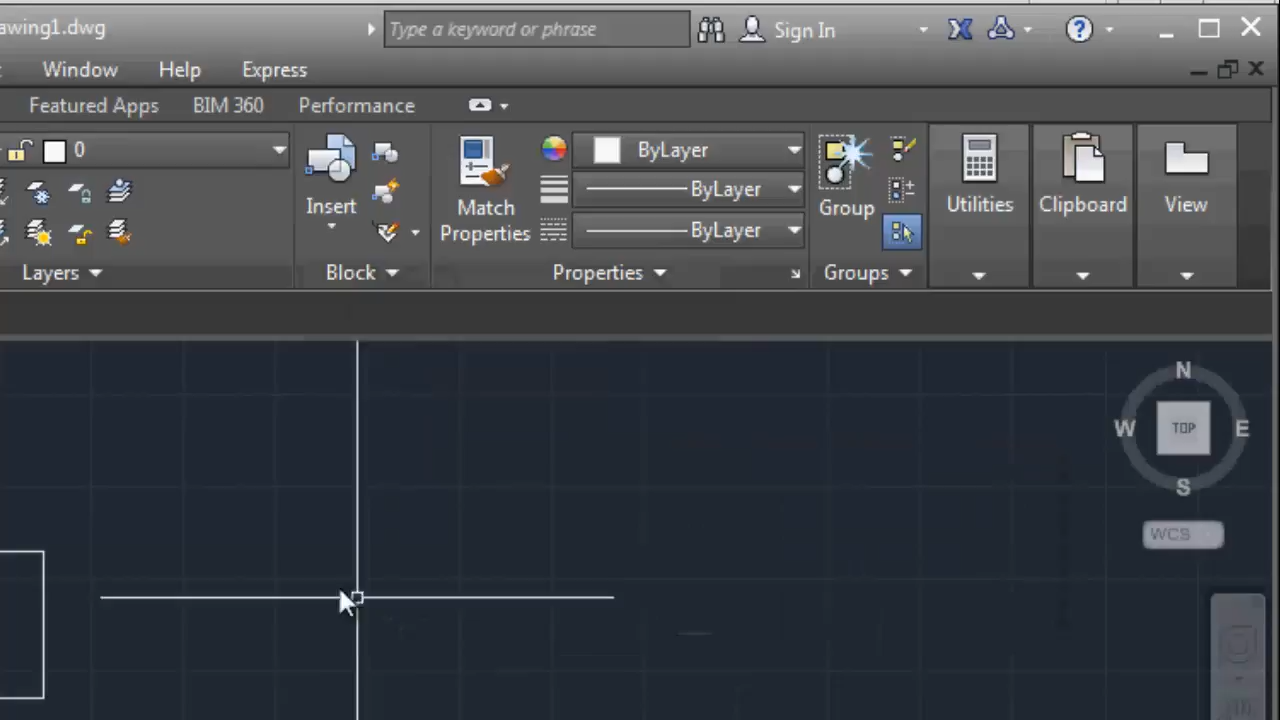 awing1.dwg
Type a keyword or phrase
Sign In
Window
Help
Express
Featured Apps
BIM 360
Performance
0
ByLayer
ByLayer
ByLayer
Insert
Match
Properties
Group
Utilities
Clipboard
View
Layers
Block
Properties
Groups
N
W
TOP
E
S
WCS